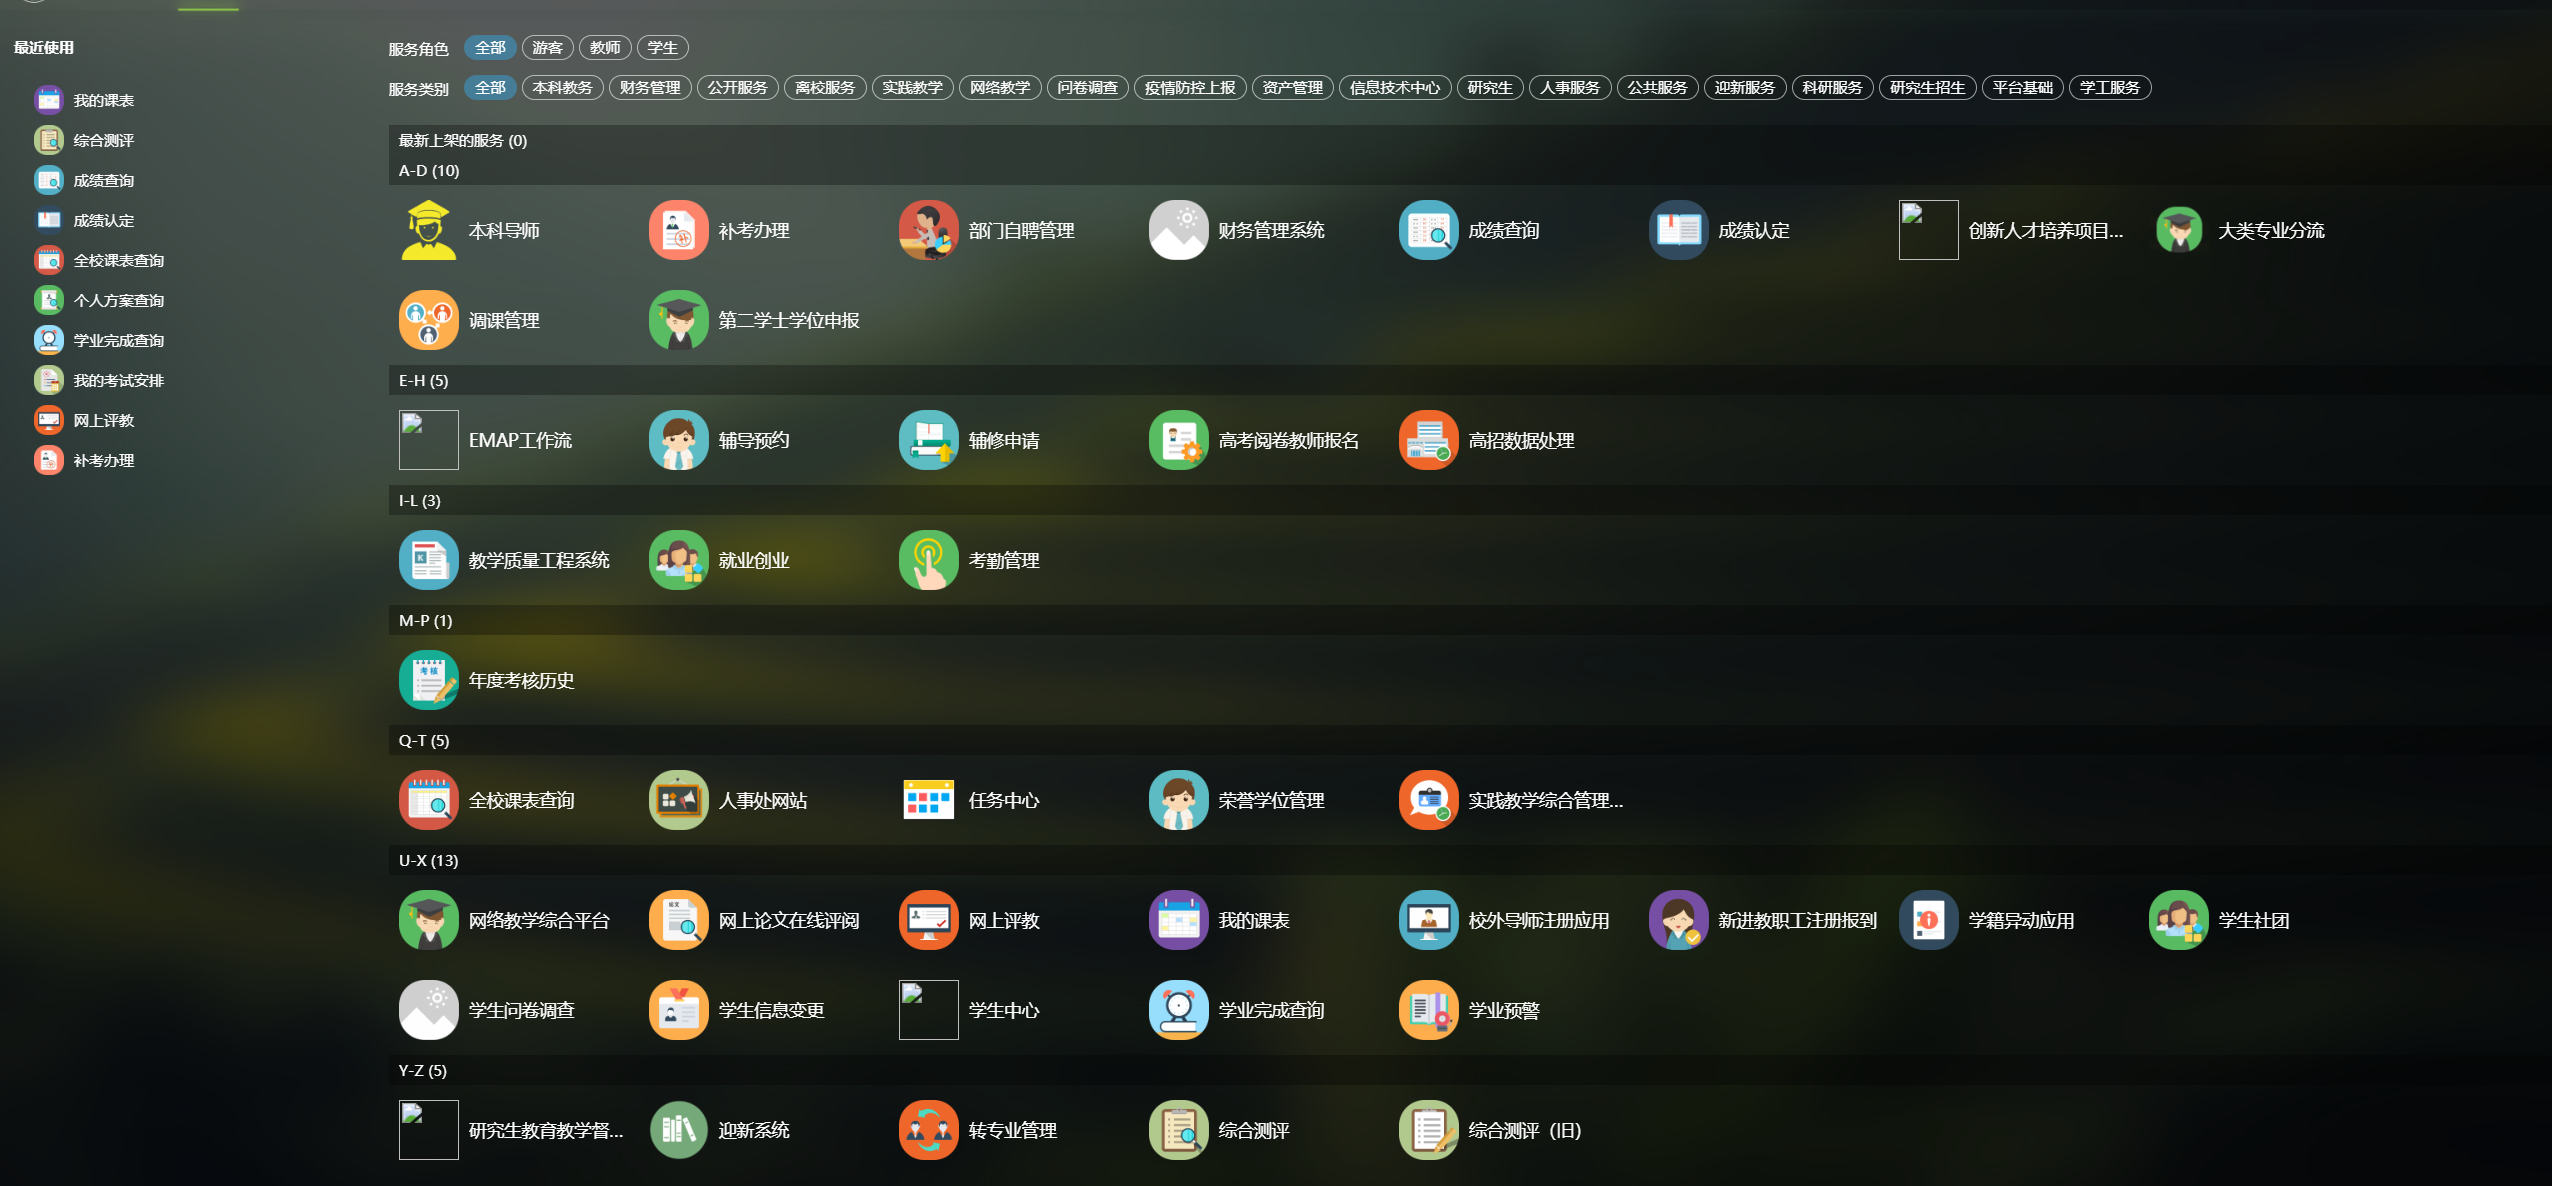 最近使用
我的课表
综合测评
成绩查询
成绩认定
全校课表查询
个人方案查询
学业完成查询
我的考试安排
网上评教
补考办理
服务角色 全部 游客 教师 学生
服务类别 全部 本科教务 财务管理 公开服务 离校服务 实践教学 网络教学 问卷调查 疫情防控上报 资产管理 信息技术中心 研究生 人事服务 公共服务 迎新服务 科研服务 研究生招生 平台基础 学工服务
最新上架的服务 (0)
A-D (10)
本科导师 补考办理 部门自聘管理 财务管理系统 成绩查询 成绩认定 创新人才培养项目... 大类专业分流
调课管理 第二学士学位申报
E-H (5)
EMAP工作流 辅导预约 辅修申请 高考阅卷教师报名 高招数据处理
I-L (3)
教学质量工程系统 就业创业 考勤管理
M-P (1)
考核 年度考核历史
Q-T (5)
全校课表查询 人事处网站 任务中心 荣誉学位管理 实践教学综合管理...
U-X (13)
网络教学综合平台 论文 网上论文在线评阅 网上评教 我的课表 校外导师注册应用 新进教职工注册报到 学籍异动应用 学生社团
学生问卷调查 学生信息变更 学生中心 学业完成查询 学业预警
Y-Z (5)
研究生教育教学督... 迎新系统 转专业管理 综合测评 综合测评（旧）